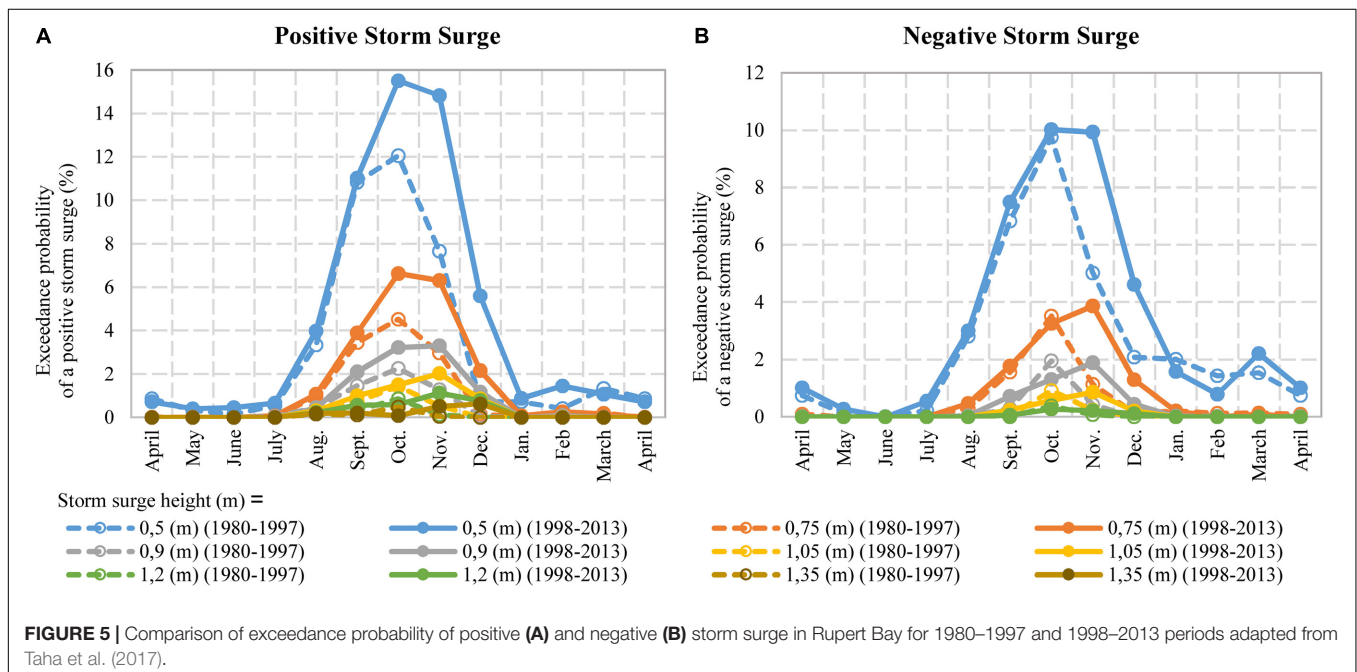 A
Positive Storm Surge
Exceedance probability
of a positive storm surge (%)
16
14
12
10
8
6
4
2
0
April
May
June
July
Aug.
Sept.
Oct.
Nov.
Dec.
Jan.
Feb
March
April
B
Negative Storm Surge
Exceedance probability
of a negative storm surge (%)
12
10
8
6
4
2
0
April
May
June
July
Aug.
Sept.
Oct.
Nov.
Dec.
Jan.
Feb
March
April
Storm surge height (m) =
0,5 (m) (1980-1997) 0,5 (m) (1998-2013) 0,75 (m) (1980-1997) 0,75 (m) (1998-2013)
0,9 (m) (1980-1997) 0,9 (m) (1998-2013) 1,05 (m) (1980-1997) 1,05 (m) (1998-2013)
1,2 (m) (1980-1997) 1,2 (m) (1998-2013) 1,35 (m) (1980-1997) 1,35 (m) (1998-2013)
FIGURE 5 | Comparison of exceedance probability of positive (A) and negative (B) storm surge in Rupert Bay for 1980–1997 and 1998–2013 periods adapted from
Taha et al. (2017).